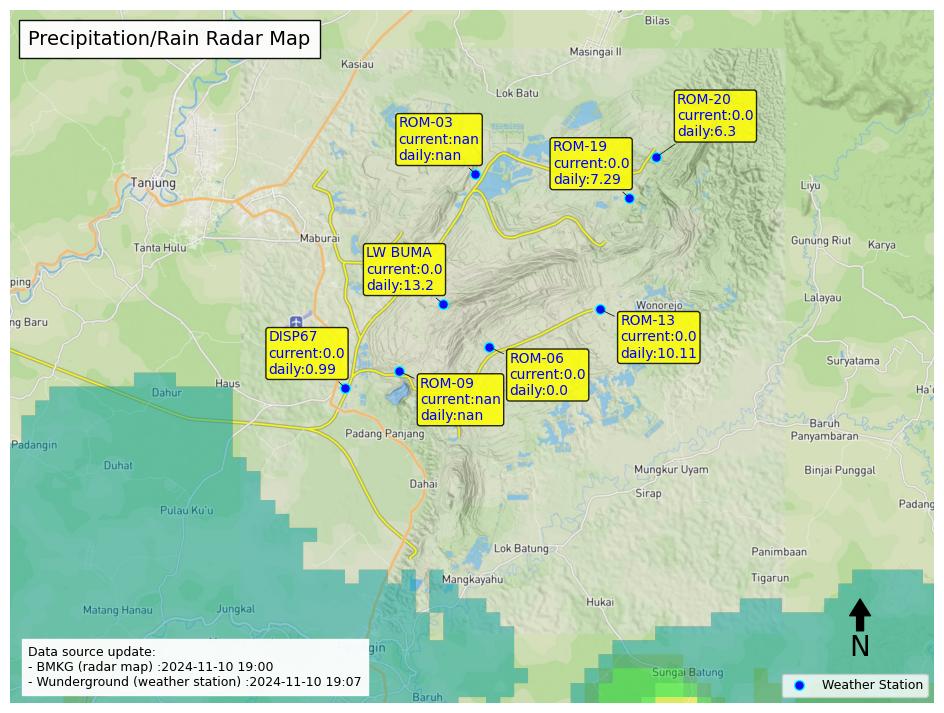 Precipitation/Rain Radar Map
Bilas
Masingai II
Kasiau
Lok Batu
ROM-20
current:0.0
daily:6.3
ROM-03
current:nan
daily:nan
ROM-19
current:0.0
daily:7.29
Tanjung
Liyu
Maburai
Tanta Hulu
Gunung Riut
Karya
LW BUMA
current:0.0
daily:13.2
ping
Lalayau
Wonorejo
ng Baru
ROM-13
current:0.0
daily:10.11
DISP67
current:0.0
daily:0.99
ROM-06
current:0.0
daily:0.0
Suryatama
Haus
Dahur
ROM-09
current:nan
daily:nan
Ha'
Baruh
Panyambaran
Padang Panjang
Padangin
Duhat
Mungkur Uyam
Binjai Punggal
Dahai
Sirap
Padang
Pulau Ku'u
Lok Batung
Panimbaan
Mangkayahu
Tigarun
Matang Hanau
Jungkal
Hukai
N
Data source update:
- BMKG (radar map) :2024-11-10 19:00
- Wunderground (weather station) :2024-11-10 19:07
gin
Sungai Batung
Baruh
Weather Station